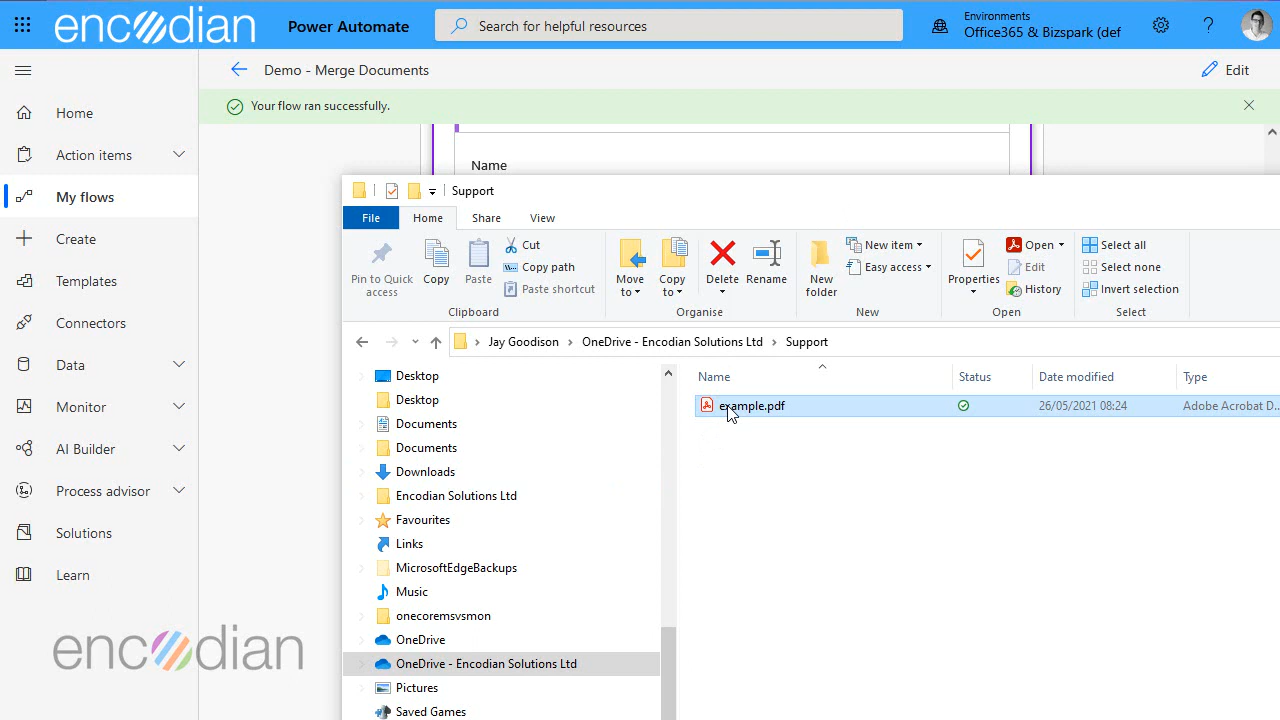 encodian Power Automate Search for helpful resources Environments
Office365 & Bizspark (def
Demo - Merge Documents Edit
Your flow ran successfully.
Home
Action items
My flows
Create
Templates
Connectors
Data
Monitor
AI Builder
Process advisor
Solutions
Learn
encodian
Name
Support
File Home Share View
Pin to Quick access
Copy
Paste
Cut
Copy path
Paste shortcut
Clipboard
Move to
Copy to
Delete
Rename
Organise
New folder
New item
Easy access
New
Properties
Open
Edit
History
Open
Select all
Select none
Invert selection
Select
Jay Goodison OneDrive - Encodian Solutions Ltd Support
Desktop
Desktop
Documents
Documents
Downloads
Encodian Solutions Ltd
Favourites
Links
MicrosoftEdgeBackups
Music
onecoremsvsmon
OneDrive
OneDrive - Encodian Solutions Ltd
Pictures
Saved Games
Name Status Date modified Type
example.pdf 26/05/2021 08:24 Adobe Acrobat D...